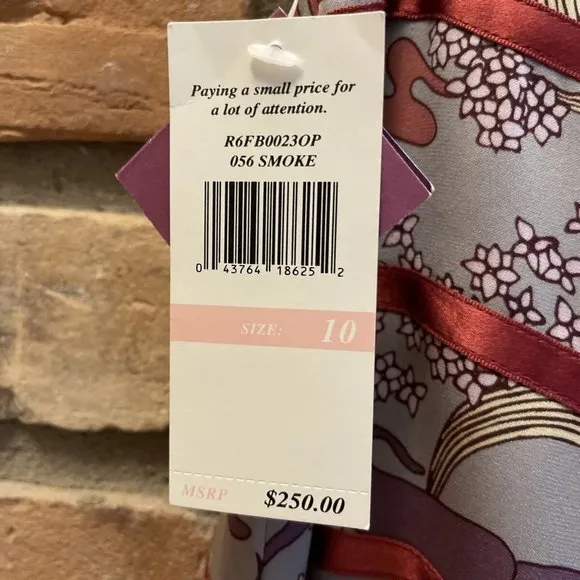 Paying a small price for
a lot of attention.
R6FB0023OP
056 SMOKE
0 43764 18625 2
SIZE: 10
MSRP $250.00